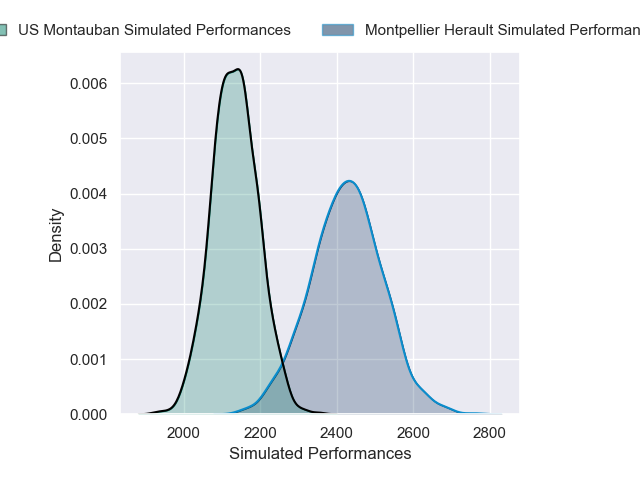 US Montauban Simulated Performances
Montpellier Herault Simulated Performan
0.006
0.005
0.004
0.003
0.002
0.001
0.000
Density
2000 2200 2400 2600 2800
Simulated Performances